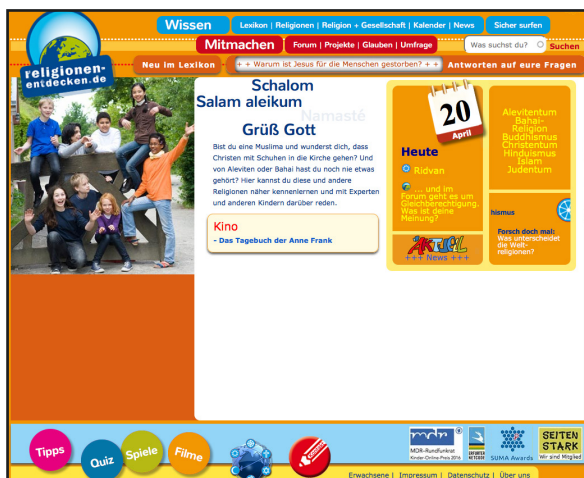 Wissen
Lexikon | Religionen | Religion + Gesellschaft | Kalender | News
Sicher surfen
Mitmachen
Forum | Projekte | Glauben | Umfrage
Was suchst du?
Suchen
Neu im Lexikon
+ + Warum ist Jesus für die Menschen gestorben? + +
Antworten auf eure Fragen
religionen-
entdecken.de
Schalom
Salam aleikum
Namasté
Grüß Gott
Bist du eine Muslima und wunderst dich, dass
Christen mit Schuhen in die Kirche gehen? Und
von Aleviten oder Bahai hast du noch nie etwas
gehört? Hier kannst du diese und andere
Religionen näher kennenlernen und mit Experten
und anderen Kindern darüber reden.
Kino
- Das Tagebuch der Anne Frank
20
April
Heute
Ridvan
... und im
Forum geht es um
Gleichberechtigung.
Was ist deine
Meinung?
AKTUELL
+++ News +++
Alevitentum
Bahai-
Religion
Buddhismus
Christentum
Hinduismus
Islam
Judentum
hismus
Forsch doch mal:
Was unterscheidet
die Welt-
religionen?
Tipps
Quiz
Spiele
Filme
mdr
MDR-Rundfunkrat
Kinder-Online-Preis 2016
ERFURTER
NETCODE
SUMA Awards
SEITEN
STARK
Wir sind Mitglied
Erwachsene | Impressum | Datenschutz | Über uns